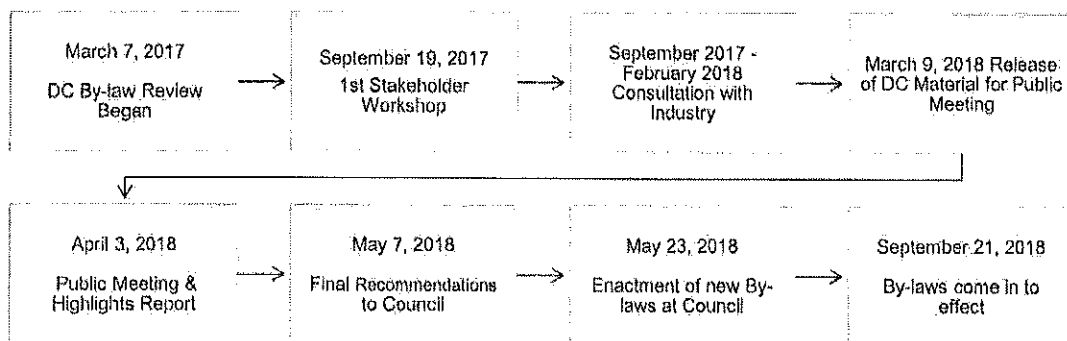 March 7, 2017
DC By-law Review
Began
September 19, 2017
1st Stakeholder
Workshop
September 2017 -
February 2018
Consultation with
Industry
March 9, 2018 Release
of DC Material for Public
Meeting
April 3, 2018
Public Meeting &
Highlights Report
May 7, 2018
Final Recommendations
to Council
May 23, 2018
Enactment of new By-
laws at Council
September 21, 2018
By-laws come in to
effect